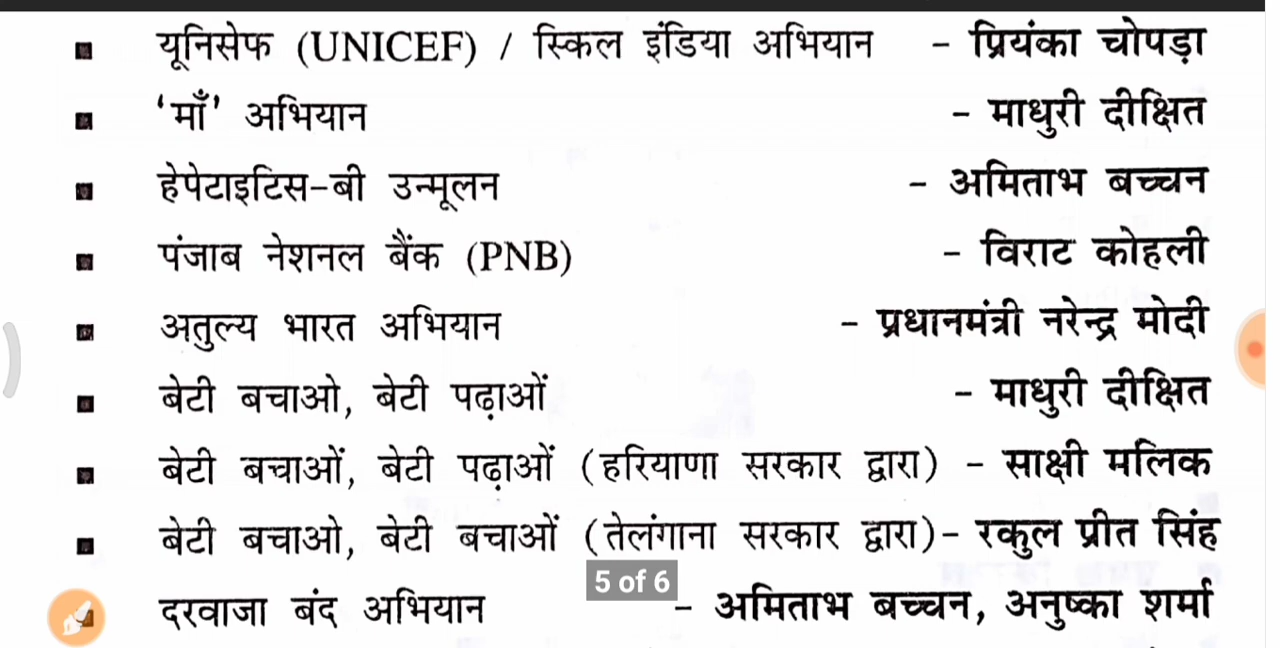 ▪ यूनिसेफ (UNICEF) / स्किल इंडिया अभियान - प्रियंका चोपड़ा
▪ ‘माँ’ अभियान - माधुरी दीक्षित
▪ हेपेटाइटिस-बी उन्मूलन - अमिताभ बच्चन
▪ पंजाब नेशनल बैंक (PNB) - विराट कोहली
▪ अतुल्य भारत अभियान - प्रधानमंत्री नरेन्द्र मोदी
▪ बेटी बचाओ, बेटी पढ़ाओं - माधुरी दीक्षित
▪ बेटी बचाओं, बेटी पढ़ाओं (हरियाणा सरकार द्वारा) - साक्षी मलिक
▪ बेटी बचाओ, बेटी बचाओं (तेलंगाना सरकार द्वारा)- रकुल प्रीत सिंह
5 of 6
▪ दरवाजा बंद अभियान - अमिताभ बच्चन, अनुष्का शर्मा